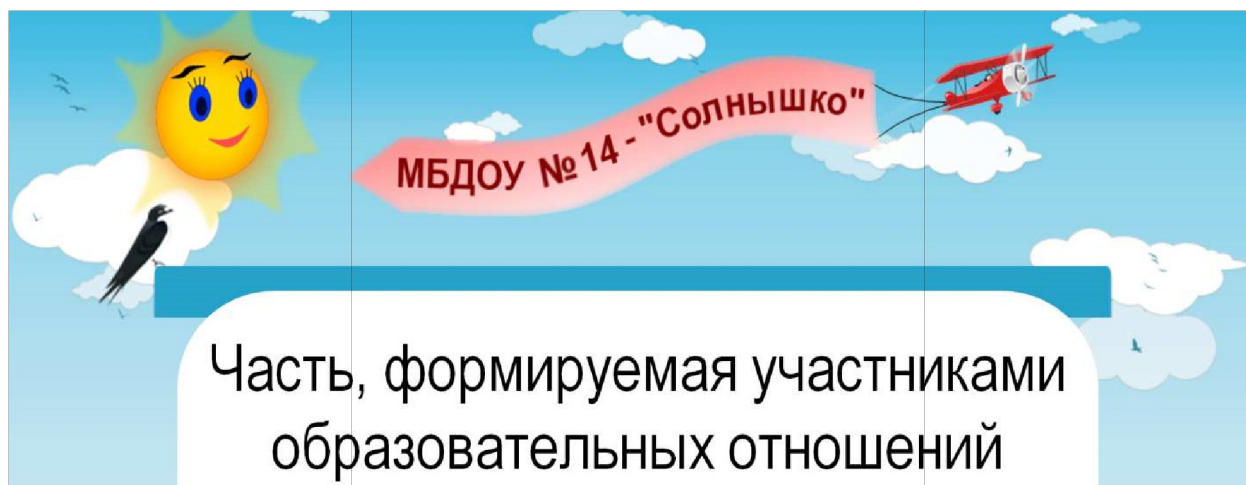 МБДОУ №14 - "Солнышко"
Часть, формируемая участниками
образовательных отношений